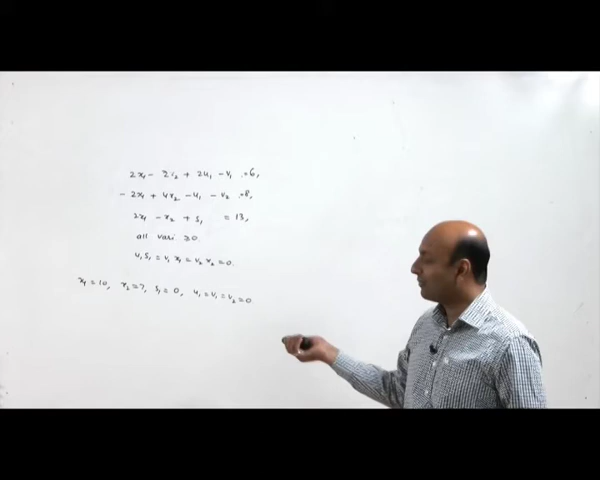 2x₁ - 2x₂ + 2u₁ - v₁ = 6,
- 2x₁ + 4x₂ - u₁ - v₂ = 8,
2x₁ - x₂ + s₁ = 13,
all vari ≥0.
u₁s₁ = v₁x₁ = v₂x₂ = 0.
x₁ = 10, x₂ = 7, s₁ = 0, u₁ = v₁ = v₂ = 0